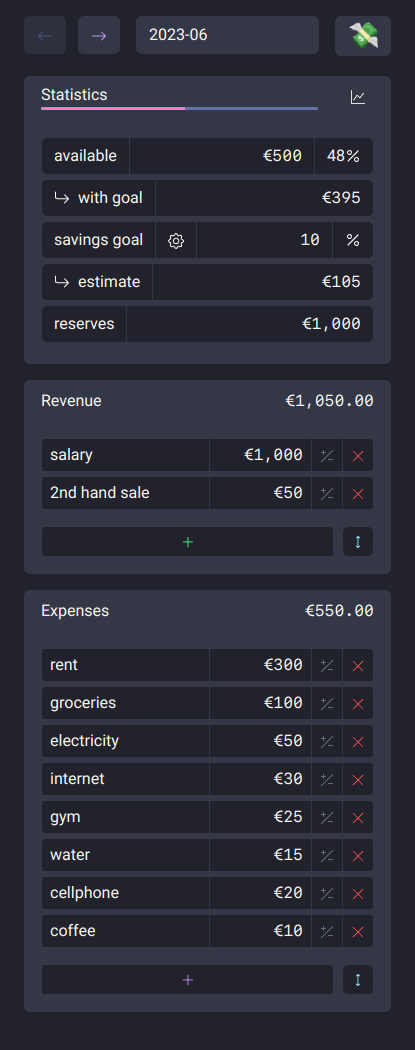 2023-06
Statistics
available €500 48%
with goal €395
savings goal 10 %
estimate €105
reserves €1,000
Revenue €1,050.00
salary €1,000
2nd hand sale €50
Expenses €550.00
rent €300
groceries €100
electricity €50
internet €30
gym €25
water €15
cellphone €20
coffee €10